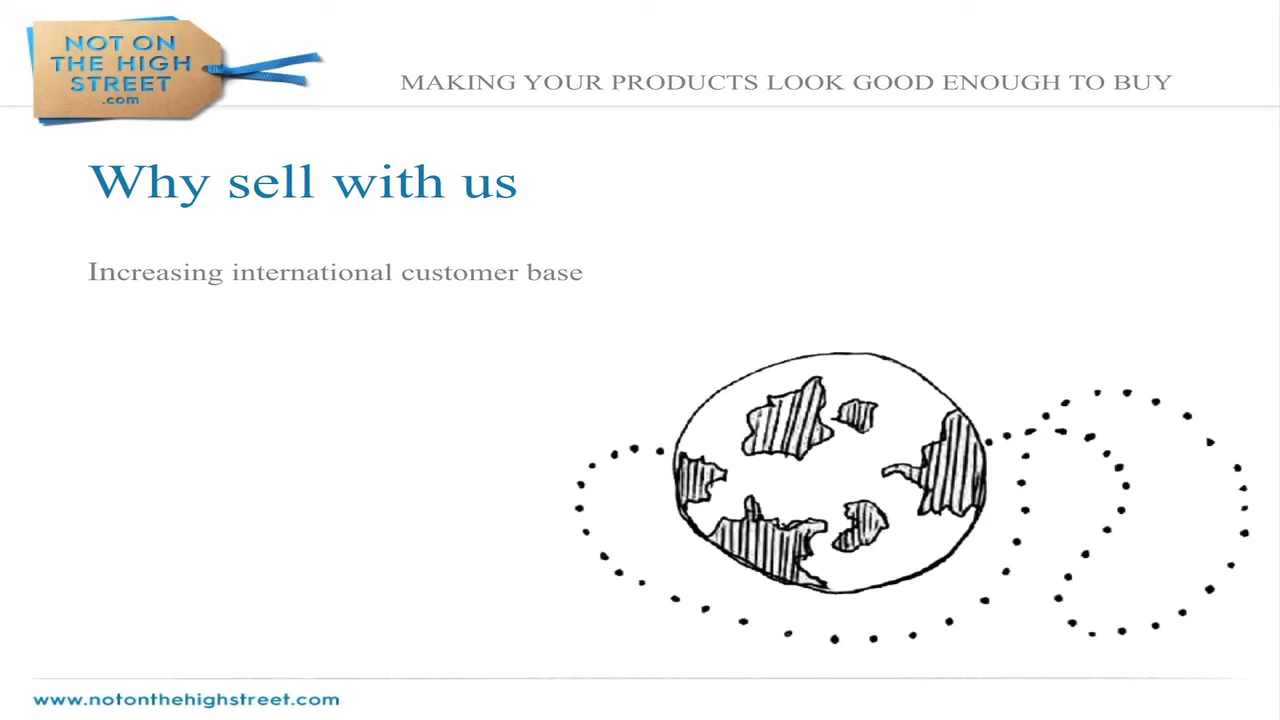 NOT ON
THE HIGH
STREET
.com
MAKING YOUR PRODUCTS LOOK GOOD ENOUGH TO BUY
Why sell with us
Increasing international customer base
www.notonthehighstreet.com